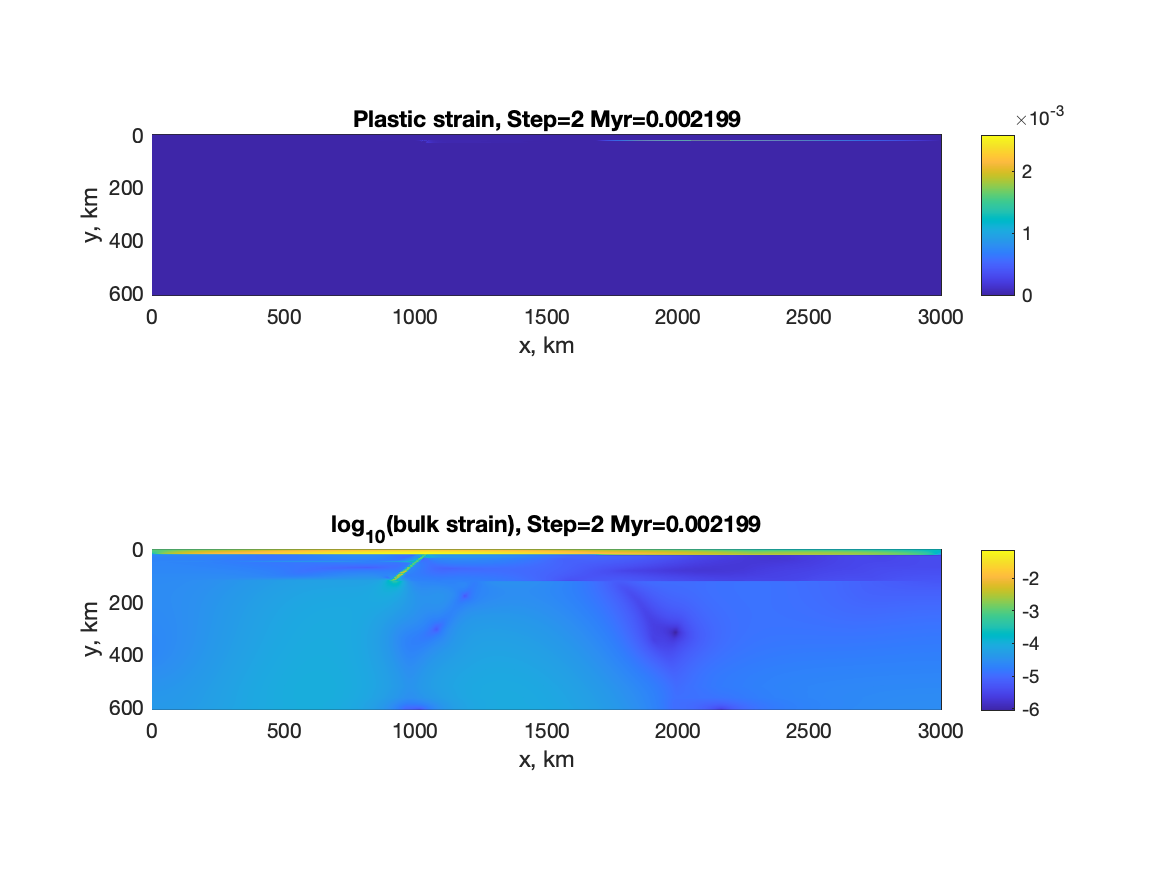 Plastic strain, Step=2 Myr=0.002199
×10⁻³
0
200
400
600
y, km
0 500 1000 1500 2000 2500 3000
x, km
2
1
0
log₁₀(bulk strain), Step=2 Myr=0.002199
0
200
400
600
y, km
0 500 1000 1500 2000 2500 3000
x, km
-2
-3
-4
-5
-6